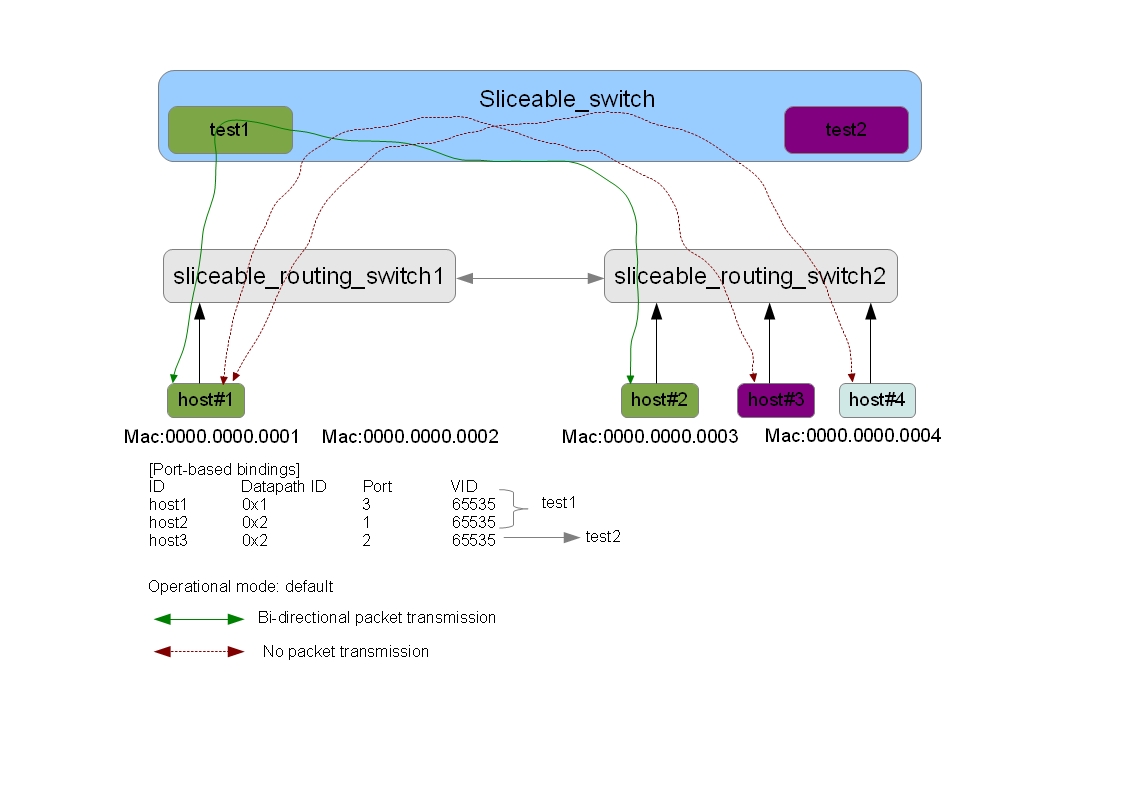 Sliceable_switch
test1
test2
sliceable_routing_switch1
sliceable_routing_switch2
host#1
host#2
host#3
host#4
Mac:0000.0000.0001
Mac:0000.0000.0002
Mac:0000.0000.0003
Mac:0000.0000.0004
[Port-based bindings]
ID Datapath ID Port VID
host1 0x1 3 65535
test1
host2 0x2 1 65535
host3 0x2 2 65535
test2
Operational mode: default
Bi-directional packet transmission
No packet transmission